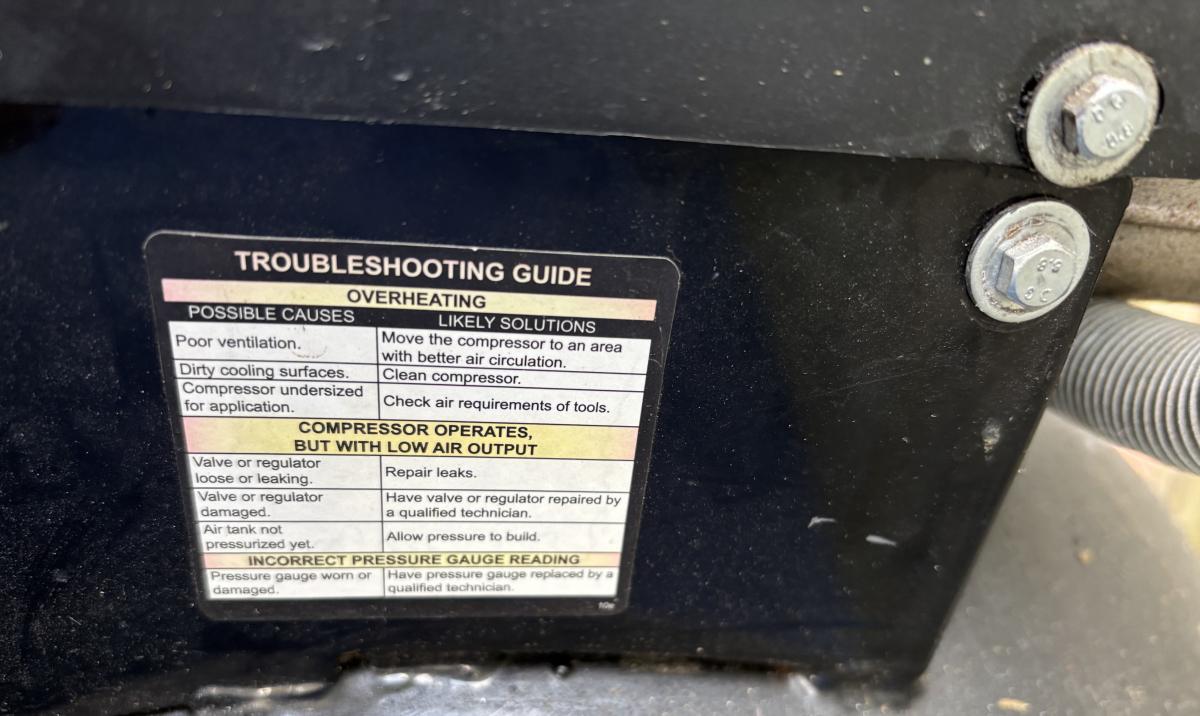 TROUBLESHOOTING GUIDE
OVERHEATING
POSSIBLE CAUSES LIKELY SOLUTIONS
Poor ventilation.
Move the compressor to an area
with better air circulation.
Dirty cooling surfaces.
Clean compressor.
Compressor undersized
for application.
Check air requirements of tools.
COMPRESSOR OPERATES,
BUT WITH LOW AIR OUTPUT
Valve or regulator
loose or leaking.
Repair leaks.
Valve or regulator
damaged.
Have valve or regulator repaired by
a qualified technician.
Air tank not
pressurized yet.
Allow pressure to build.
INCORRECT PRESSURE GAUGE READING
Pressure gauge worn or
damaged.
Have pressure gauge replaced by a
qualified technician.
8.8